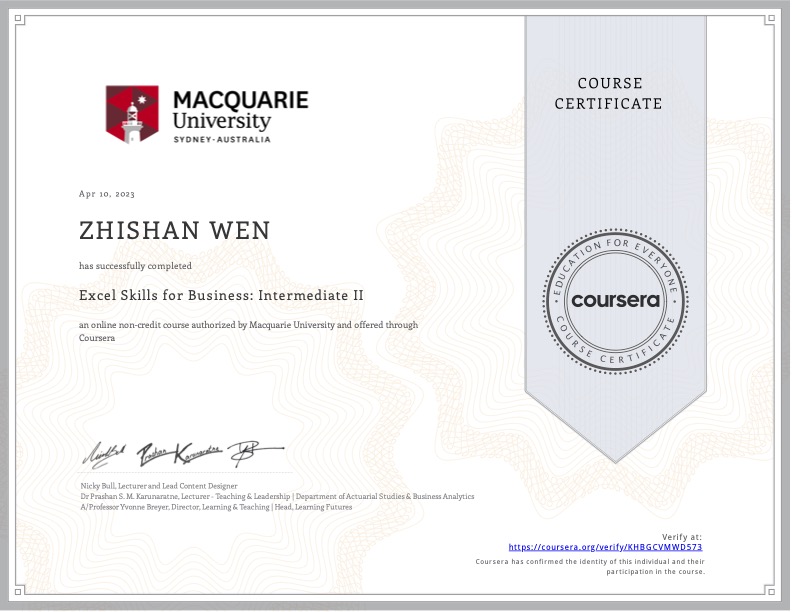 COURSE
CERTIFICATE
MACQUARIE
University
SYDNEY-AUSTRALIA
Apr 10, 2023
ZHISHAN WEN
has successfully completed
Excel Skills for Business: Intermediate II
an online non-credit course authorized by Macquarie University and offered through
Coursera
EDUCATION FOR EVERYONE
coursera
COURSE CERTIFICATE
Nicky Bull, Lecturer and Lead Content Designer
Dr Prashan S. M. Karunaratne, Lecturer - Teaching & Leadership | Department of Actuarial Studies & Business Analytics
A/Professor Yvonne Breyer, Director, Learning & Teaching | Head, Learning Futures
Verify at:
https://coursera.org/verify/KHBGCVMWD573
Coursera has confirmed the identity of this individual and their
participation in the course.